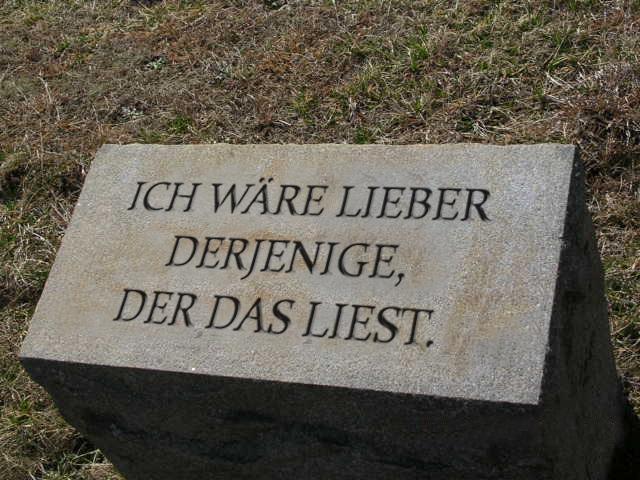 ICH WÄRE LIEBER
DERJENIGE,
DER DAS LIEST.